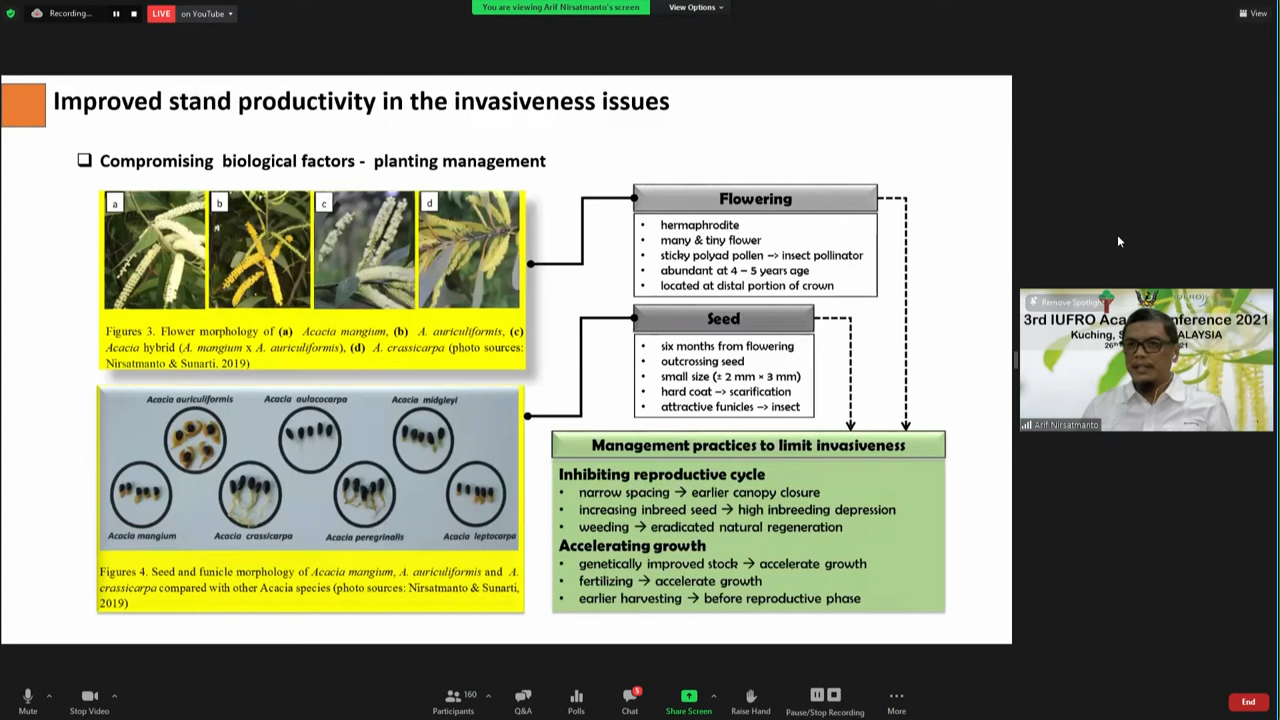 Recording...
LIVE
on YouTube
You are viewing Arif Nirsatmanto's screen
View Options
View
Improved stand productivity in the invasiveness issues
Compromising biological factors - planting management
a
b
c
d
Figures 3. Flower morphology of (a) Acacia mangium, (b) A. auriculiformis, (c)
Acacia hybrid (A. mangium x A. auriculiformis), (d) A. crassicarpa (photo sources:
Nirsatmanto & Sunarti, 2019)
Acacia auriculiformis
Acacia aulacocarpa
Acacia midgleyi
Acacia mangium
Acacia crassicarpa
Acacia peregrinalis
Acacia leptocarpa
Figures 4. Seed and funicle morphology of Acacia mangium, A. auriculiformis and A.
crassicarpa compared with other Acacia species (photo sources: Nirsatmanto & Sunarti,
2019)
Flowering
• hermaphrodite
• many & tiny flower
• sticky polyad pollen –> insect pollinator
• abundant at 4 – 5 years age
• located at distal portion of crown
Seed
• six months from flowering
• outcrossing seed
• small size (± 2 mm × 3 mm)
• hard coat –> scarification
• attractive funicles –> insect
Management practices to limit invasiveness
Inhibiting reproductive cycle
• narrow spacing → earlier canopy closure
• increasing inbreed seed → high inbreeding depression
• weeding → eradicated natural regeneration
Accelerating growth
• genetically improved stock → accelerate growth
• fertilizing → accelerate growth
• earlier harvesting → before reproductive phase
Remove Spotlight
3rd IUFRO Aca onference 2021
Kuching, S ALAYSIA
26th 21
Arif Nirsatmanto
Mute
Stop Video
160
Participants
Q&A
Polls
5
Chat
Share Screen
Raise Hand
Pause/Stop Recording
More
End